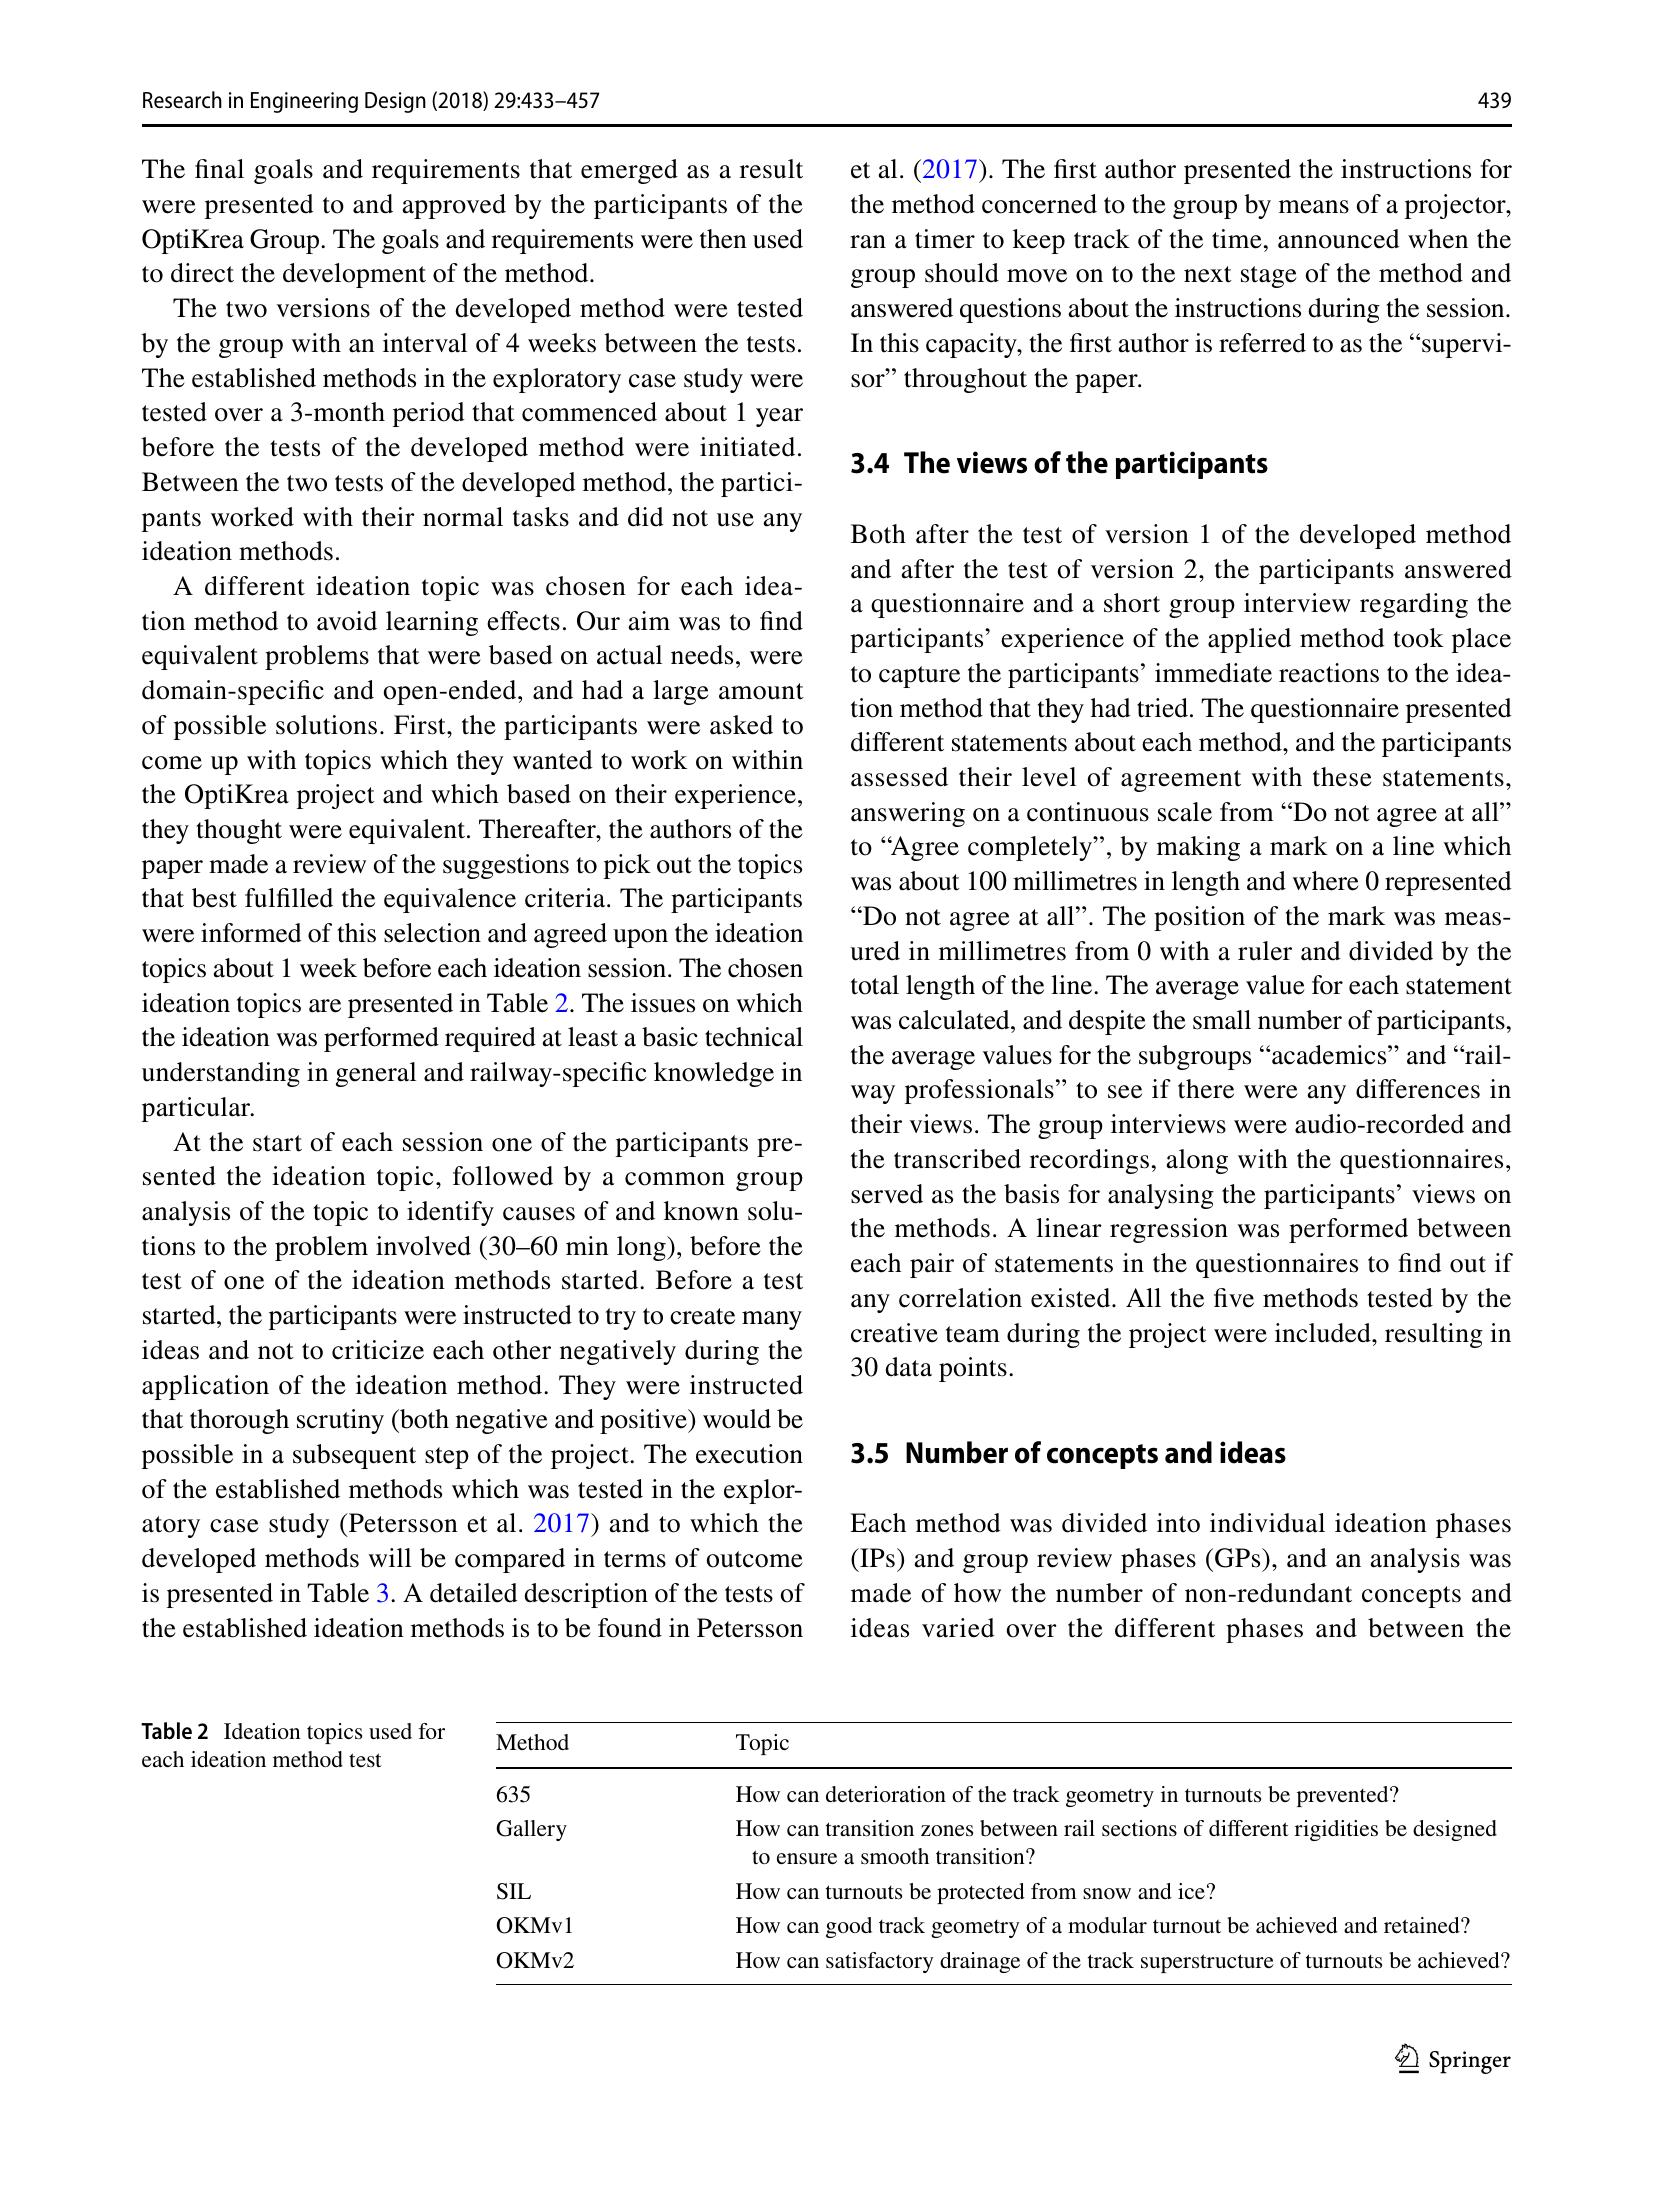 Research in Engineering Design (2018) 29:433–457
439
The final goals and requirements that emerged as a result
were presented to and approved by the participants of the
OptiKrea Group. The goals and requirements were then used
to direct the development of the method.
The two versions of the developed method were tested
by the group with an interval of 4 weeks between the tests.
The established methods in the exploratory case study were
tested over a 3-month period that commenced about 1 year
before the tests of the developed method were initiated.
Between the two tests of the developed method, the partici-
pants worked with their normal tasks and did not use any
ideation methods.
A different ideation topic was chosen for each idea-
tion method to avoid learning effects. Our aim was to find
equivalent problems that were based on actual needs, were
domain-specific and open-ended, and had a large amount
of possible solutions. First, the participants were asked to
come up with topics which they wanted to work on within
the OptiKrea project and which based on their experience,
they thought were equivalent. Thereafter, the authors of the
paper made a review of the suggestions to pick out the topics
that best fulfilled the equivalence criteria. The participants
were informed of this selection and agreed upon the ideation
topics about 1 week before each ideation session. The chosen
ideation topics are presented in Table 2. The issues on which
the ideation was performed required at least a basic technical
understanding in general and railway-specific knowledge in
particular.
At the start of each session one of the participants pre-
sented the ideation topic, followed by a common group
analysis of the topic to identify causes of and known solu-
tions to the problem involved (30–60 min long), before the
test of one of the ideation methods started. Before a test
started, the participants were instructed to try to create many
ideas and not to criticize each other negatively during the
application of the ideation method. They were instructed
that thorough scrutiny (both negative and positive) would be
possible in a subsequent step of the project. The execution
of the established methods which was tested in the explor-
atory case study (Petersson et al. 2017) and to which the
developed methods will be compared in terms of outcome
is presented in Table 3. A detailed description of the tests of
the established ideation methods is to be found in Petersson
et al. (2017). The first author presented the instructions for
the method concerned to the group by means of a projector,
ran a timer to keep track of the time, announced when the
group should move on to the next stage of the method and
answered questions about the instructions during the session.
In this capacity, the first author is referred to as the “supervi-
sor” throughout the paper.
3.4 The views of the participants
Both after the test of version 1 of the developed method
and after the test of version 2, the participants answered
a questionnaire and a short group interview regarding the
participants’ experience of the applied method took place
to capture the participants’ immediate reactions to the idea-
tion method that they had tried. The questionnaire presented
different statements about each method, and the participants
assessed their level of agreement with these statements,
answering on a continuous scale from “Do not agree at all”
to “Agree completely”, by making a mark on a line which
was about 100 millimetres in length and where 0 represented
“Do not agree at all”. The position of the mark was meas-
ured in millimetres from 0 with a ruler and divided by the
total length of the line. The average value for each statement
was calculated, and despite the small number of participants,
the average values for the subgroups “academics” and “rail-
way professionals” to see if there were any differences in
their views. The group interviews were audio-recorded and
the transcribed recordings, along with the questionnaires,
served as the basis for analysing the participants’ views on
the methods. A linear regression was performed between
each pair of statements in the questionnaires to find out if
any correlation existed. All the five methods tested by the
creative team during the project were included, resulting in
30 data points.
3.5 Number of concepts and ideas
Each method was divided into individual ideation phases
(IPs) and group review phases (GPs), and an analysis was
made of how the number of non-redundant concepts and
ideas varied over the different phases and between the
Table 2 Ideation topics used for
each ideation method test
Method Topic
635 How can deterioration of the track geometry in turnouts be prevented?
Gallery How can transition zones between rail sections of different rigidities be designed
to ensure a smooth transition?
SIL How can turnouts be protected from snow and ice?
OKMv1 How can good track geometry of a modular turnout be achieved and retained?
OKMv2 How can satisfactory drainage of the track superstructure of turnouts be achieved?
Springer